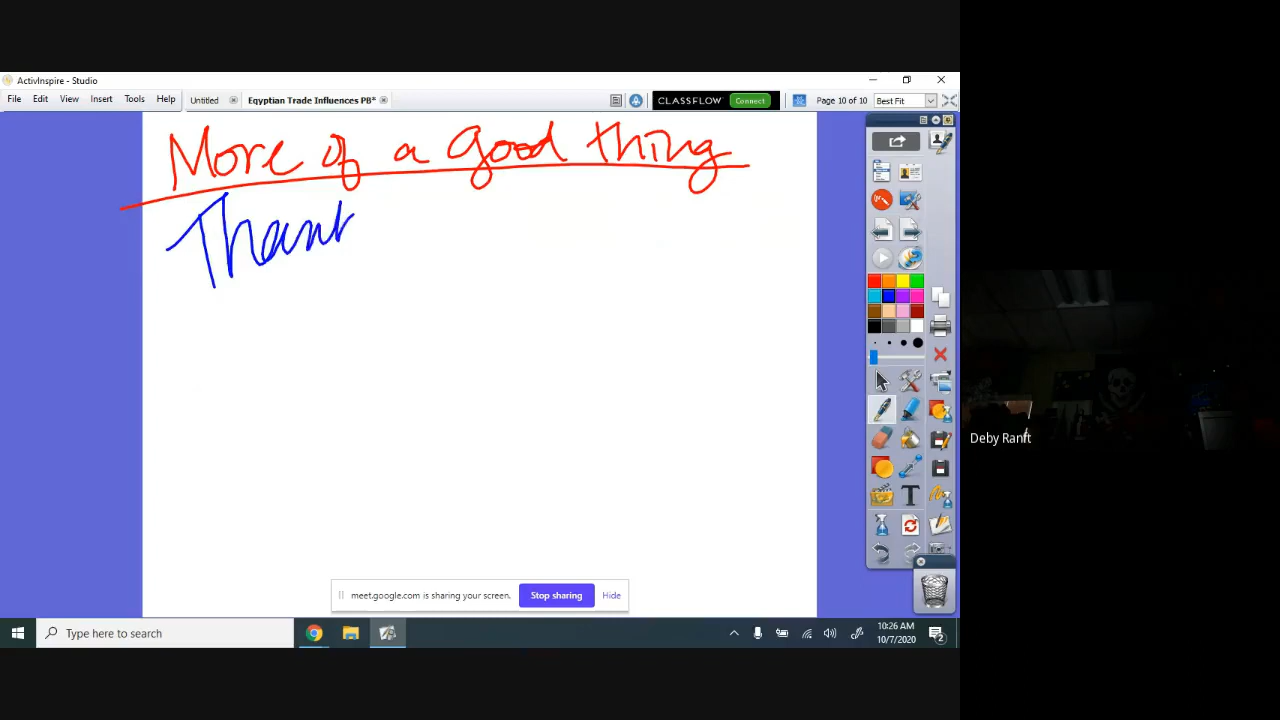 ActivInspire - Studio
File Edit View Insert Tools Help Untitled Egyptian Trade Influences PB* CLASSFLOW Connect Page 10 of 10 Best Fit
More of a good thing
Thank
Deby Ranft
T
meet.google.com is sharing your screen. Stop sharing Hide
Type here to search
10:26 AM
10/7/2020
2